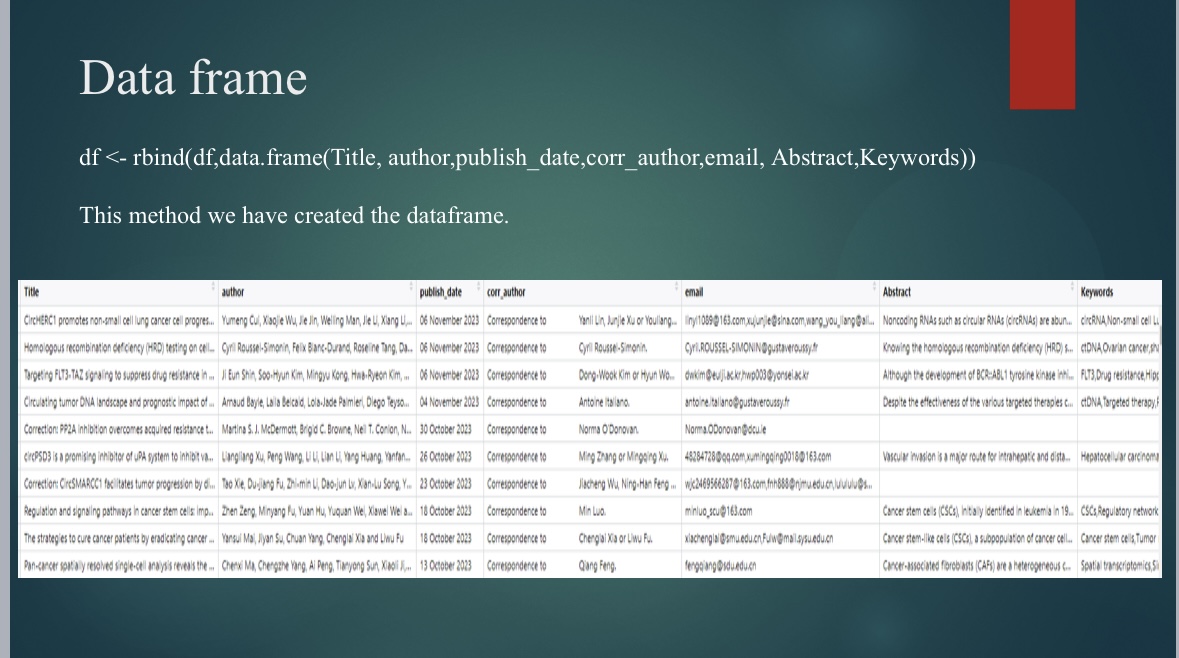 Data frame
df <- rbind(df,data.frame(Title, author,publish_date,corr_author,email, Abstract,Keywords))
This method we have created the dataframe.
Title author publish_date corr_author email Abstract Keywords
CircHERC1 promotes non-small cell lung cancer cell progres... Yumeng Cui, Xiaojie Wu, Jie Jin, Weiling Man, Jie Li, Xiang Li,... 06 November 2023 Correspondence to Yanli Lin, Junjie Xu or Youliang... linyl1089@163.com,xujunjie@sina.com,wang_you_liang@ali... Noncoding RNAs such as circular RNAs (circRNAs) are abun... circRNA,Non-small cell Lu
Homologous recombination deficiency (HRD) testing on cell... Cyril Roussel-Simonin, Felix Blanc-Durand, Roseline Tang, Da... 06 November 2023 Correspondence to Cyril Roussel-Simonin. Cyril.ROUSSEL-SIMONIN@gustaveroussy.fr Knowing the homologous recombination deficiency (HRD) s... ctDNA,Ovarian cancer,sha
Targeting FLT3-TAZ signaling to suppress drug resistance in ... Ji Eun Shin, Soo-Hyun Kim, Mingyu Kong, Hwa-Ryeon Kim, ... 06 November 2023 Correspondence to Dong-Wook Kim or Hyun Wo... dwkim@eulji.ac.kr,hwp003@yonsei.ac.kr Although the development of BCR::ABL1 tyrosine kinase inhi... FLT3,Drug resistance,Hipp
Circulating tumor DNA landscape and prognostic impact of ... Arnaud Bayle, Laila Belcaid, Lola-Jade Palmieri, Diego Teyso... 04 November 2023 Correspondence to Antoine Italiano. antoine.italiano@gustaveroussy.fr Despite the effectiveness of the various targeted therapies c... ctDNA,Targeted therapy,P
Correction: PP2A inhibition overcomes acquired resistance t... Martina S. J. McDermott, Brigid C. Browne, Neil T. Conlon, N... 30 October 2023 Correspondence to Norma O'Donovan. Norma.ODonovan@dcu.ie
circPSD3 is a promising inhibitor of uPA system to inhibit va... Liangliang Xu, Peng Wang, Li Li, Lian Li, Yang Huang, Yanfan... 26 October 2023 Correspondence to Ming Zhang or Mingqing Xu. 48284728@qq.com,xumingqing0018@163.com Vascular invasion is a major route for intrahepatic and dista... Hepatocellular carcinoma
Correction: CircSMARCC1 facilitates tumor progression by di... Tao Xie, Du-jiang Fu, Zhi-min Li, Dao-jun Lv, Xian-Lu Song, Y... 23 October 2023 Correspondence to Jiacheng Wu, Ning-Han Feng ... wjc2469566287@163.com,fnh888@njmu.edu.cn,lululu@s...
Regulation and signaling pathways in cancer stem cells: imp... Zhen Zeng, Minyang Fu, Yuan Hu, Yuquan Wei, Xiawei Wei a... 18 October 2023 Correspondence to Min Luo. minluo_scu@163.com Cancer stem cells (CSCs), initially identified in leukemia in 19... CSCs,Regulatory network
The strategies to cure cancer patients by eradicating cancer ... Yansui Mai, Jiyan Su, Chuan Yang, Chenglai Xia and Liwu Fu 18 October 2023 Correspondence to Chenglai Xia or Liwu Fu. xiachenglai@smu.edu.cn,Fulw@mail.sysu.edu.cn Cancer stem-like cells (CSCs), a subpopulation of cancer cell... Cancer stem cells,Tumor
Pan-cancer spatially resolved single-cell analysis reveals the ... Chenxi Ma, Chengzhe Yang, Ai Peng, Tianyong Sun, Xiaoli Ji,... 13 October 2023 Correspondence to Qiang Feng. fengqiang@sdu.edu.cn Cancer-associated fibroblasts (CAFs) are a heterogeneous c... Spatial transcriptomics,Si